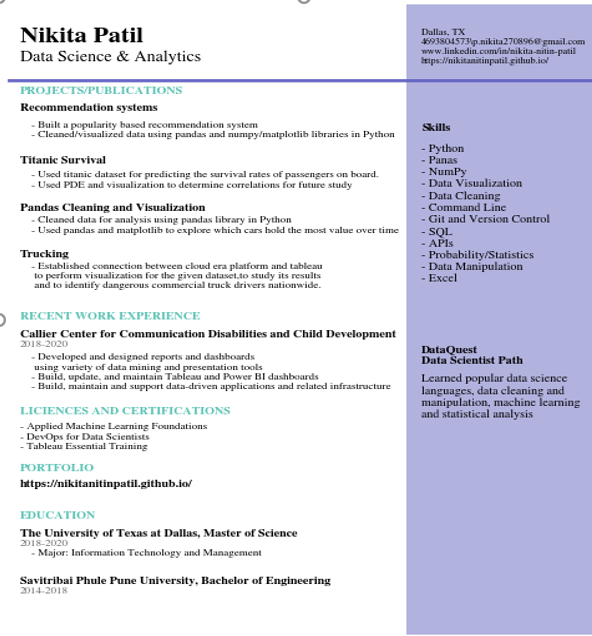 Nikita Patil
Data Science & Analytics
Dallas, TX
4693804573\p.nikita270896@gmail.com
www.linkedin.com/in/nikita-nitin-patil
https://nikitanitinpatil.github.io/
PROJECTS/PUBLICATIONS
Recommendation systems
- Built a popularity based recommendation system
- Cleaned/visualized data using pandas and numpy/matplotlib libraries in Python
Titanic Survival
- Used titanic dataset for predicting the survival rates of passengers on board.
- Used PDE and visualization to determine correlations for future study
Pandas Cleaning and Visualization
- Cleaned data for analysis using pandas library in Python
- Used pandas and matplotlib to explore which cars hold the most value over time
Trucking
- Established connection between cloud era platform and tableau
to perform visualization for the given dataset,to study its results
and to identify dangerous commercial truck drivers nationwide.
RECENT WORK EXPERIENCE
Callier Center for Communication Disabilities and Child Development
2018-2020
- Developed and designed reports and dashboards
using variety of data mining and presentation tools
- Build, update, and maintain Tableau and Power BI dashboards
- Build, maintain and support data-driven applications and related infrastructure
LICIENCES AND CERTIFICATIONS
- Applied Machine Learning Foundations
- DevOps for Data Scientists
- Tableau Essential Training
PORTFOLIO
https://nikitanitinpatil.github.io/
EDUCATION
The University of Texas at Dallas, Master of Science
2018-2020
- Major: Information Technology and Management
Savitribai Phule Pune University, Bachelor of Engineering
2014-2018
Skills
- Python
- Panas
- NumPy
- Data Visualization
- Data Cleaning
- Command Line
- Git and Version Control
- SQL
- APIs
- Probability/Statistics
- Data Manipulation
- Excel
DataQuest
Data Scientist Path
Learned popular data science
languages, data cleaning and
manipulation, machine learning
and statistical analysis